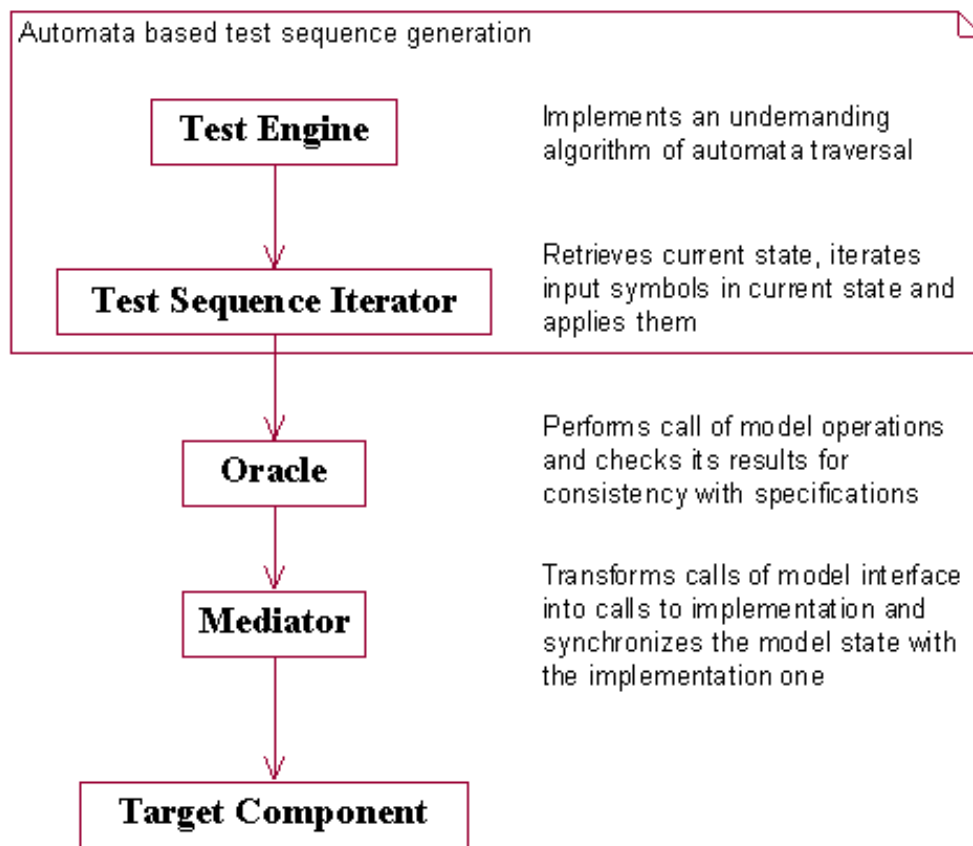 Automata based test sequence generation
Test Engine
Implements an undemanding
algorithm of automata traversal
Test Sequence Iterator
Retrieves current state, iterates
input symbols in current state and
applies them
Oracle
Performs call of model operations
and checks its results for
consistency with specifications
Mediator
Transforms calls of model interface
into calls to implementation and
synchronizes the model state with
the implementation one
Target Component